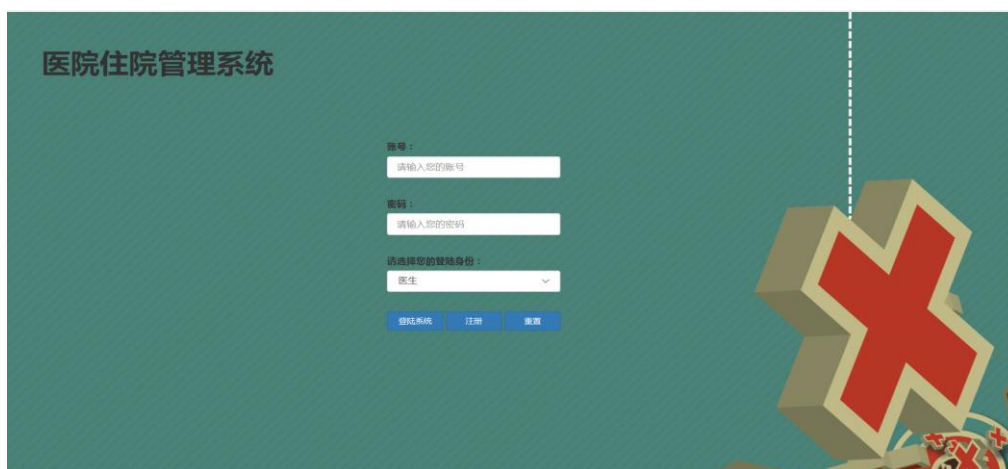 医院住院管理系统
账号：
请输入您的账号
密码：
请输入您的密码
请选择您的登陆身份：
医生
登陆系统 注册 重置